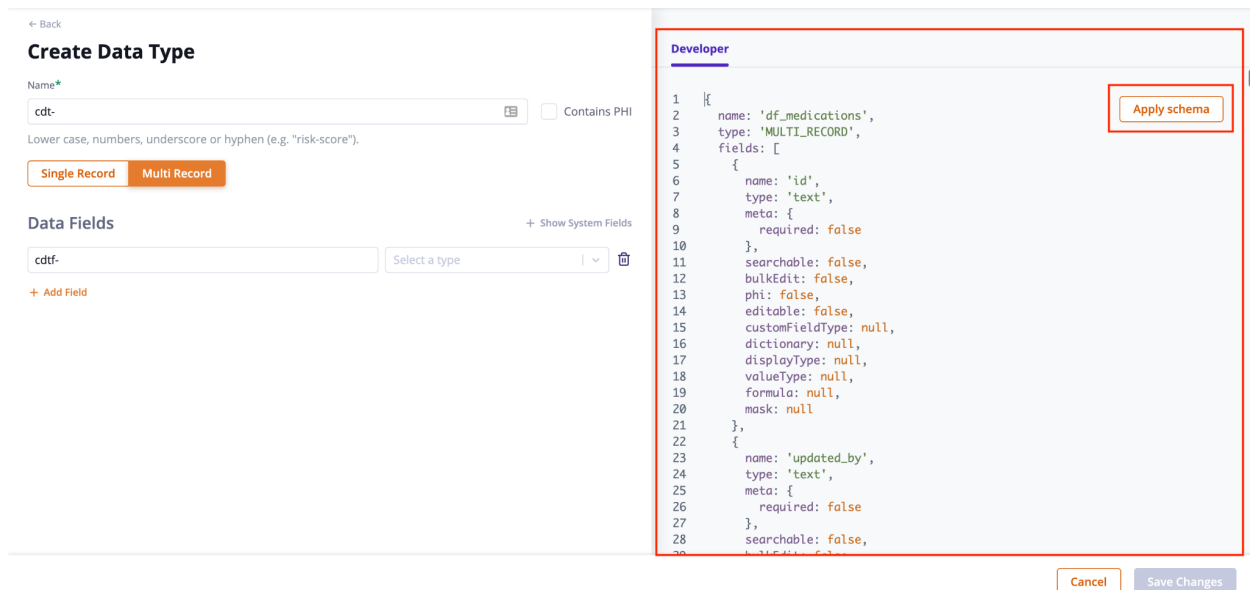 ← Back
Create Data Type
Name*
cdt-
Contains PHI
Lower case, numbers, underscore or hyphen (e.g. "risk-score").
Single Record
Multi Record
Data Fields
+ Show System Fields
cdtf-
Select a type
+ Add Field
Developer
Apply schema
1 {
2 name: 'df_medications',
3 type: 'MULTI_RECORD',
4 fields: [
5 {
6 name: 'id',
7 type: 'text',
8 meta: {
9 required: false
10 },
11 searchable: false,
12 bulkEdit: false,
13 phi: false,
14 editable: false,
15 customFieldType: null,
16 dictionary: null,
17 displayType: null,
18 valueType: null,
19 formula: null,
20 mask: null
21 },
22 {
23 name: 'updated_by',
24 type: 'text',
25 meta: {
26 required: false
27 },
28 searchable: false,
Cancel
Save Changes